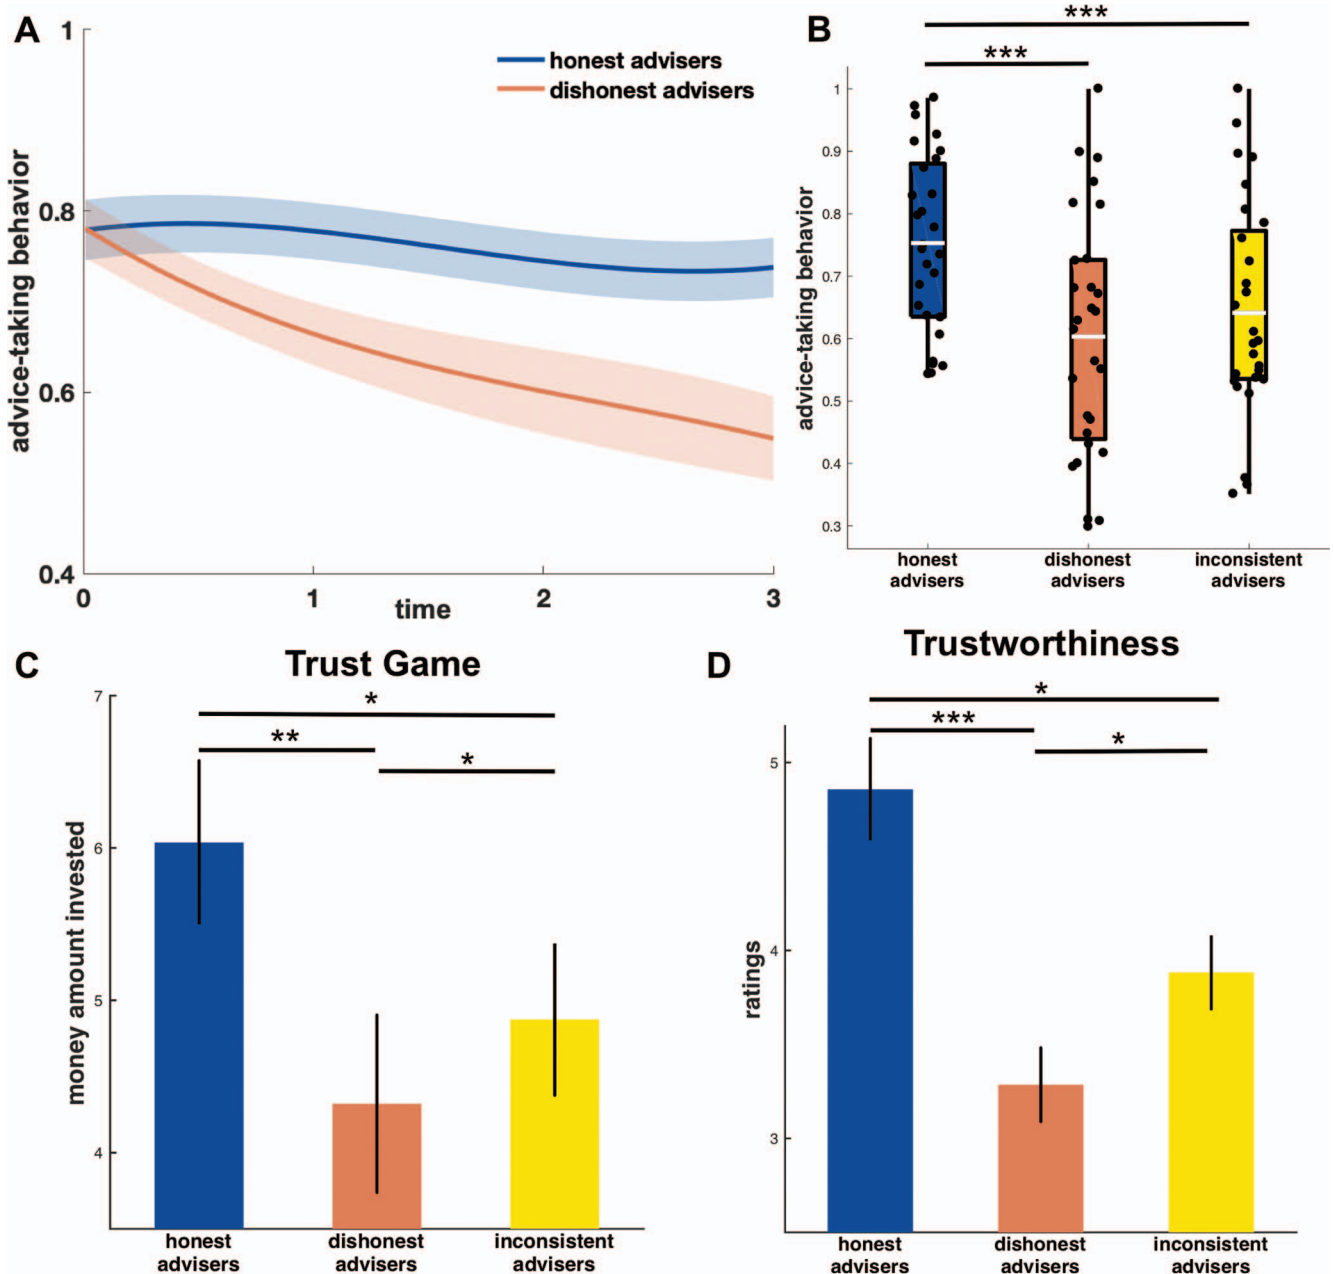 A
1
honest advisers
dishonest advisers
advice-taking behavior
0.8
0.6
0.4
0
1
2
3
time
B
***
***
advice-taking behavior
1
0.9
0.8
0.7
0.6
0.5
0.4
0.3
honest
advisers
dishonest
advisers
inconsistent
advisers
C
Trust Game
7
6
5
4
money amount invested
*
**
*
honest
advisers
dishonest
advisers
inconsistent
advisers
D
Trustworthiness
*
***
*
5
4
3
ratings
honest
advisers
dishonest
advisers
inconsistent
advisers